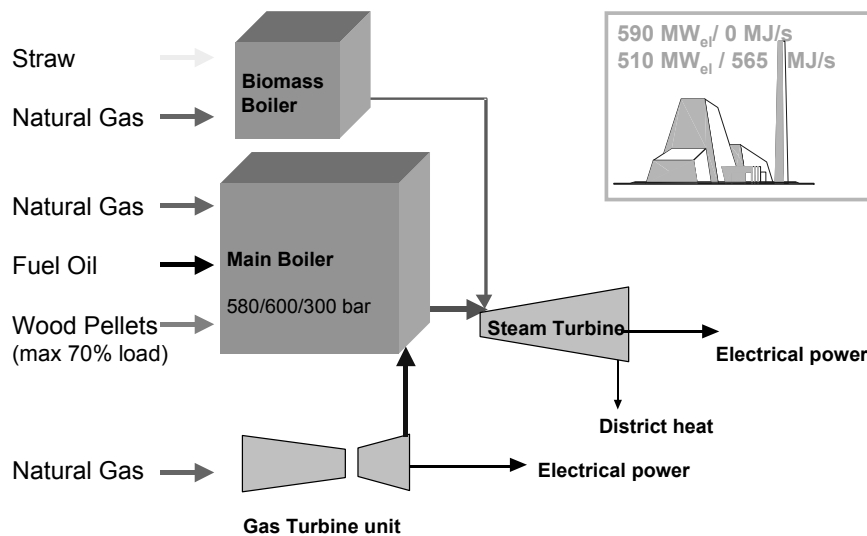 590 MWel/ 0 MJ/s
510 MWel / 565 MJ/s
Straw
Biomass
Boiler
Natural Gas
Natural Gas
Fuel Oil
Main Boiler
580/600/300 bar
Wood Pellets
(max 70% load)
Steam Turbine
Electrical power
District heat
Natural Gas
Electrical power
Gas Turbine unit